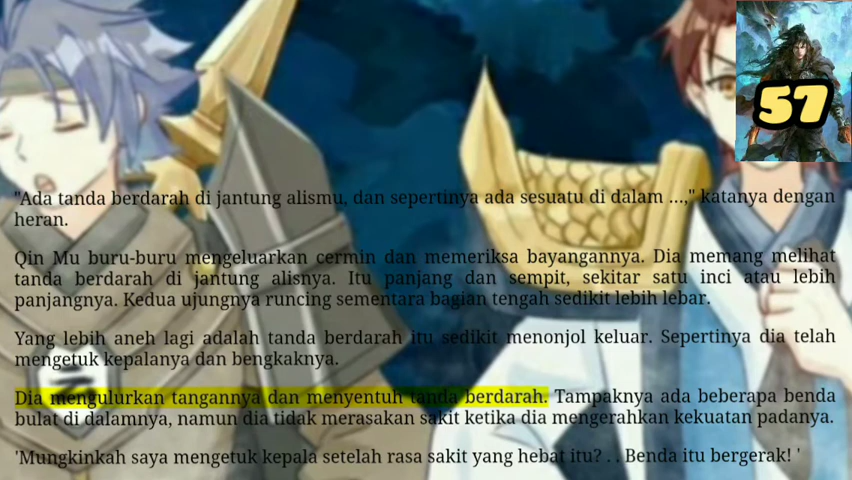 57
"Ada tanda berdarah di jantung alismu, dan sepertinya ada sesuatu di dalam ...," katanya dengan
heran.
Qin Mu buru-buru mengeluarkan cermin dan memeriksa bayangannya. Dia memang melihat
tanda berdarah di jantung alisnya. Itu panjang dan sempit, sekitar satu inci atau lebih
panjangnya. Kedua ujungnya runcing sementara bagian tengah sedikit lebih lebar.
Yang lebih aneh lagi adalah tanda berdarah itu sedikit menonjol keluar. Sepertinya dia telah
mengetuk kepalanya dan bengkaknya.
Dia mengulurkan tangannya dan menyentuh tanda berdarah. Tampaknya ada beberapa benda
bulat di dalamnya, namun dia tidak merasakan sakit ketika dia mengerahkan kekuatan padanya.
'Mungkinkah saya mengetuk kepala setelah rasa sakit yang hebat itu? . . Benda itu bergerak! '